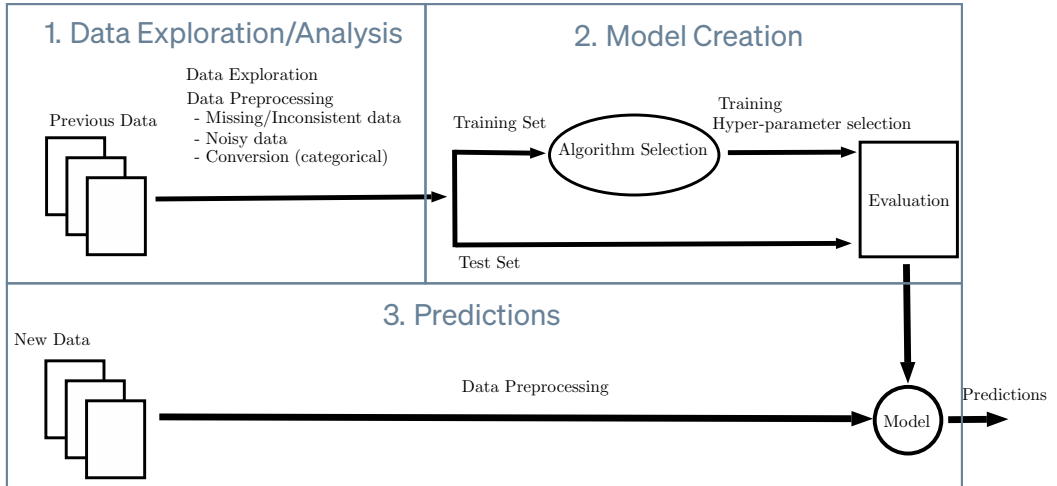 1. Data Exploration/Analysis
Data Exploration
Data Preprocessing
- Missing/Inconsistent data
- Noisy data
- Conversion (categorical)
Previous Data
2. Model Creation
Training Set
Algorithm Selection
Training
Hyper-parameter selection
Evaluation
Test Set
3. Predictions
New Data
Data Preprocessing
Model
Predictions